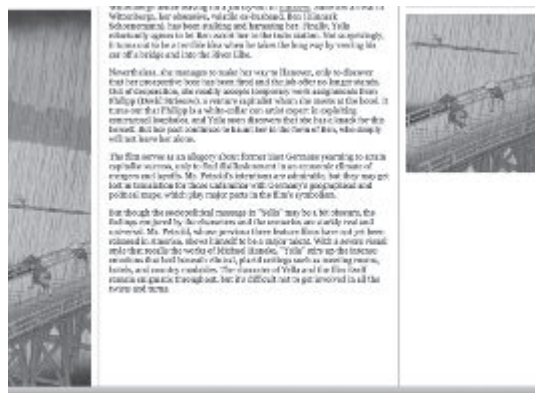 Wittenberge, her obsessive, volatile ex-husband, Ben (Hinnerk
Schoenemann), has been stalking and harassing her. Finally, Yella
reluctantly agrees to let Ben escort her to the train station. Not surprisingly,
it turns out to be a terrible idea when he takes the long way by veering his
car off a bridge and into the River Elbe.
Nevertheless, she manages to make her way to Hanover, only to discover
that her prospective boss has been fired and the job offer no longer stands.
Out of desperation, she readily accepts temporary work assignments from
Philipp (Devid Striesow), a venture capitalist whom she meets at the hotel. It
turns out that Philipp is a white-collar con artist expert in exploiting
contractual loopholes, and Yella soon discovers that she has a knack for this
herself. But her past continues to haunt her in the form of Ben, who simply
will not leave her alone.
The film serves as an allegory about former East Germans yearning to attain
capitalist success, only to find disillusionment in an economic climate of
mergers and layoffs. Mr. Petzold's intentions are admirable, but they may get
lost in translation for those unfamiliar with Germany's geographical and
political maps, which play major parts in the film's symbolism.
But though the sociopolitical message in "Yella" may be a bit obscure, the
feelings conjured by the characters and the scenarios are starkly real and
universal. Mr. Petzold, whose previous three feature films have not yet been
released in America, shows himself to be a major talent. With a severe visual
style that recalls the works of Michael Haneke, "Yella" stirs up the intense
emotions that boil beneath clinical, placid settings such as meeting rooms,
hotels, and country roadsides. The character of Yella and the film itself
remain enigmatic throughout, but it's difficult not to get involved in all the
twists and turns.